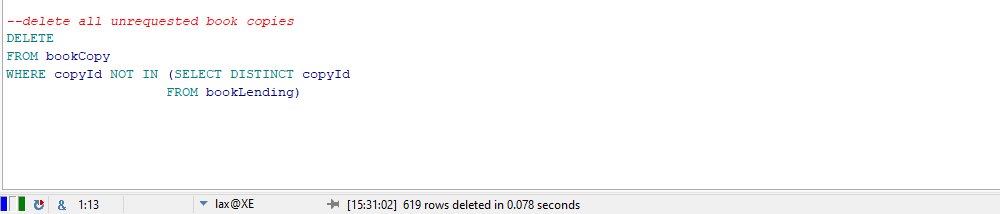 --delete all unrequested book copies
DELETE
FROM bookCopy
WHERE copyId NOT IN (SELECT DISTINCT copyId
FROM bookLending)
& 1:13 lax@XE [15:31:02] 619 rows deleted in 0.078 seconds